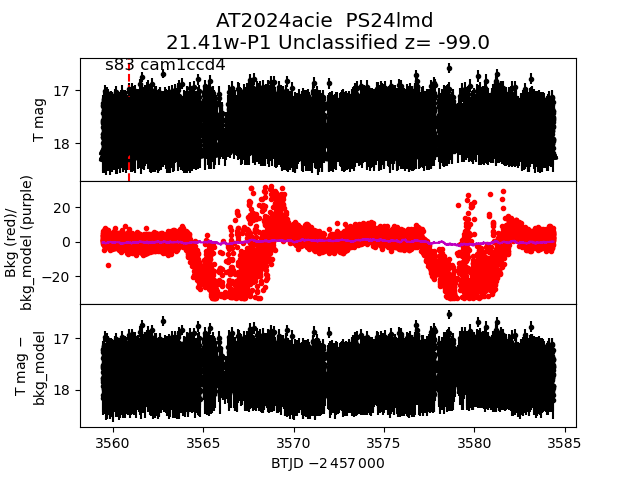 AT2024acie  PS24lmd
21.41w-P1 Unclassified z= -99.0
s83 cam1ccd4
T mag
17
18
Bkg (red)/
bkg_model (purple)
20
0
−20
T mag −
bkg_model
17
18
3560
3565
3570
3575
3580
3585
BTJD −2 457 000